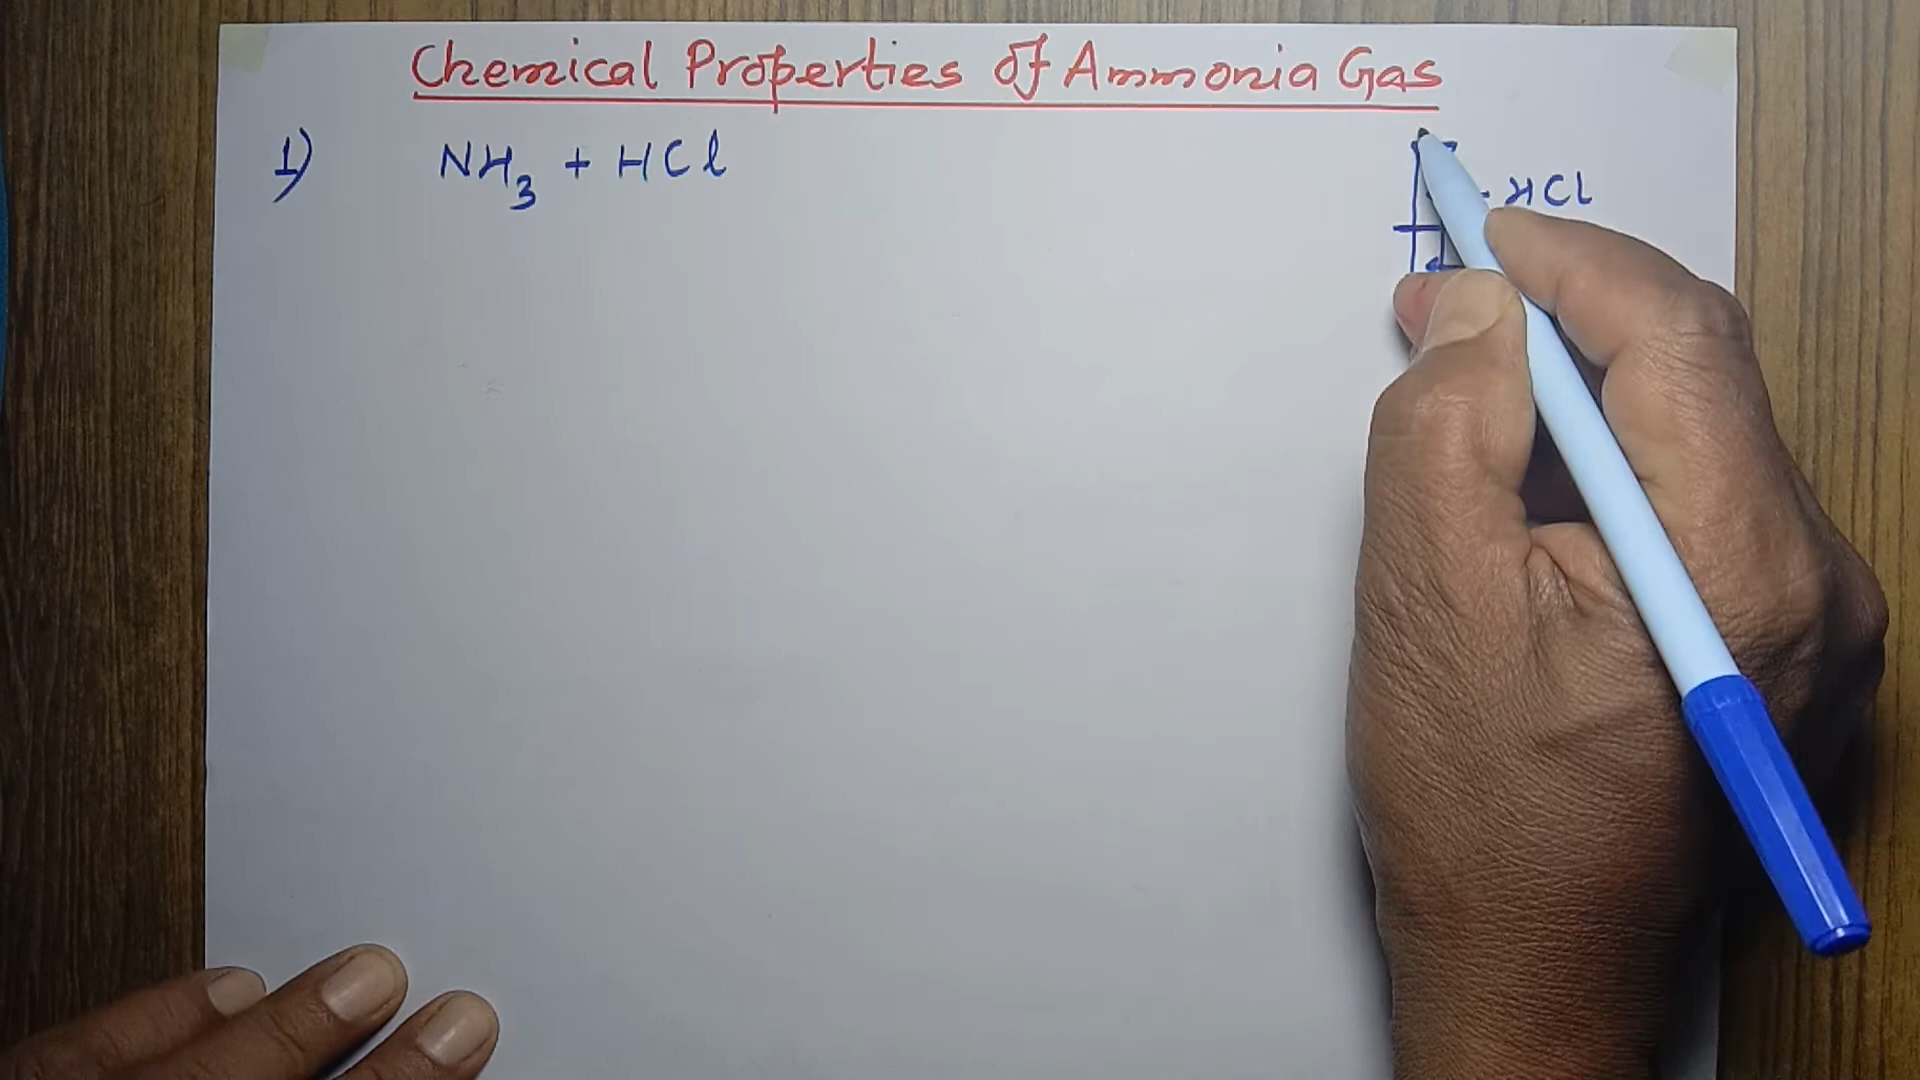 Chemical Properties of Ammonia Gas
1) NH₃ + HCl
HCl